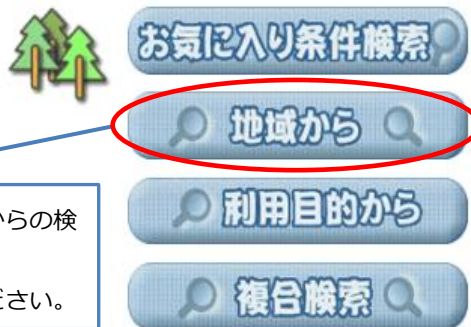 お気に入り条件検索
地域から
利用目的から
からの検
複合検索
ださい。